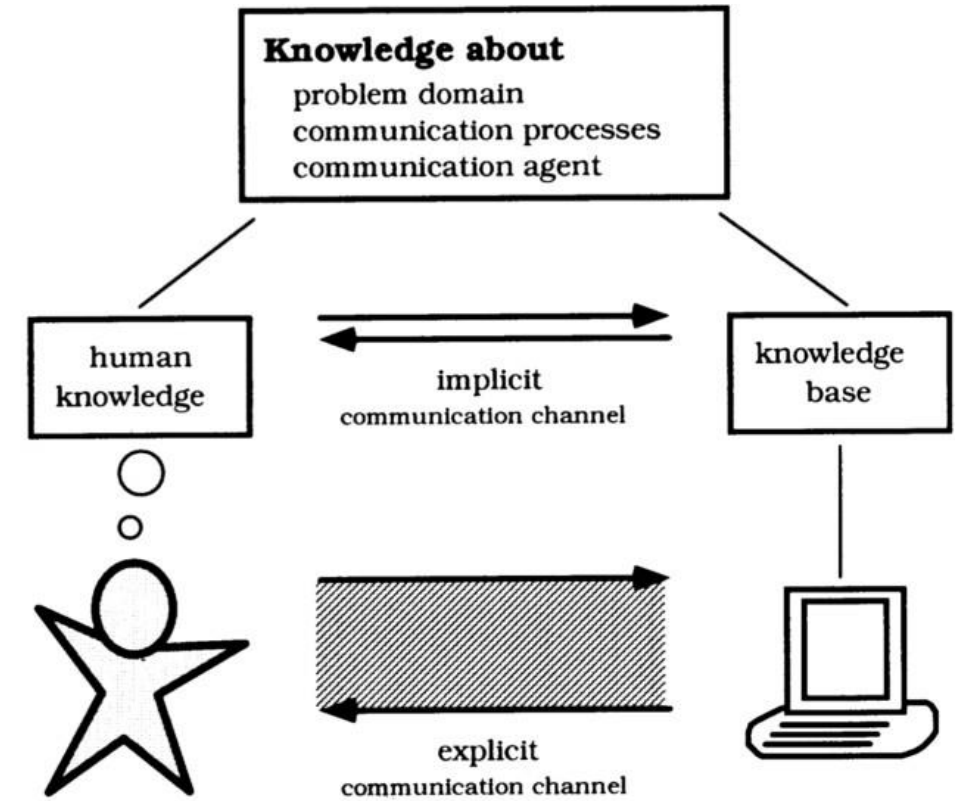 Knowledge about
problem domain
communication processes
communication agent
human
knowledge
implicit
communication channel
knowledge
base
explicit
communication channel